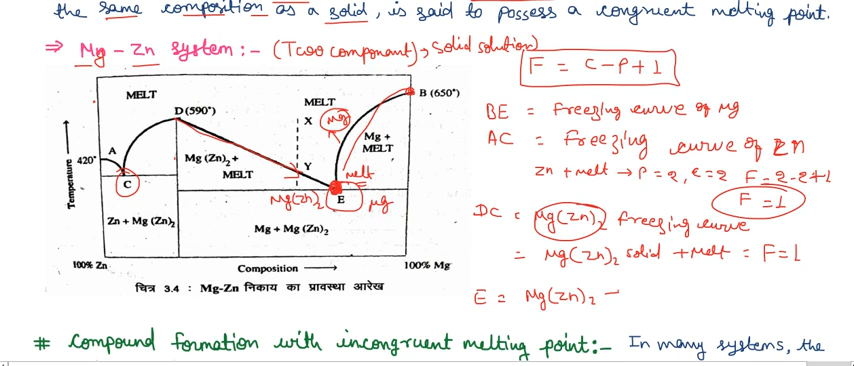 the same composition as a solid, is said to possess a congruent melting point.
⇒ Mg - Zn system :- (Two componant), Solid solution)
F = C-P+1
MELT
D (590°)
MELT
B (650°)
X
Mg
Mg +
MELT
A
420°
Mg (Zn)2 +
MELT
Y
melt
C
Mg(Zn)2
E
Mg
Zn + Mg (Zn)2
Mg + Mg (Zn)2
Temperature
100% Zn
Composition
100% Mg
चित्र 3.4 : Mg-Zn निकाय का प्रावस्था आरेख
BE = freezing curve of Mg
AC = freezing curve of Zn
Zn + melt → P = 2, C = 2 F = 2-2+1
F = 1
DC = Mg(Zn)2 freezing curve
= Mg(Zn)2 solid + melt = F=1
E = Mg(Zn)2 -
# Compound formation with incongruent melting point:- In many systems, the